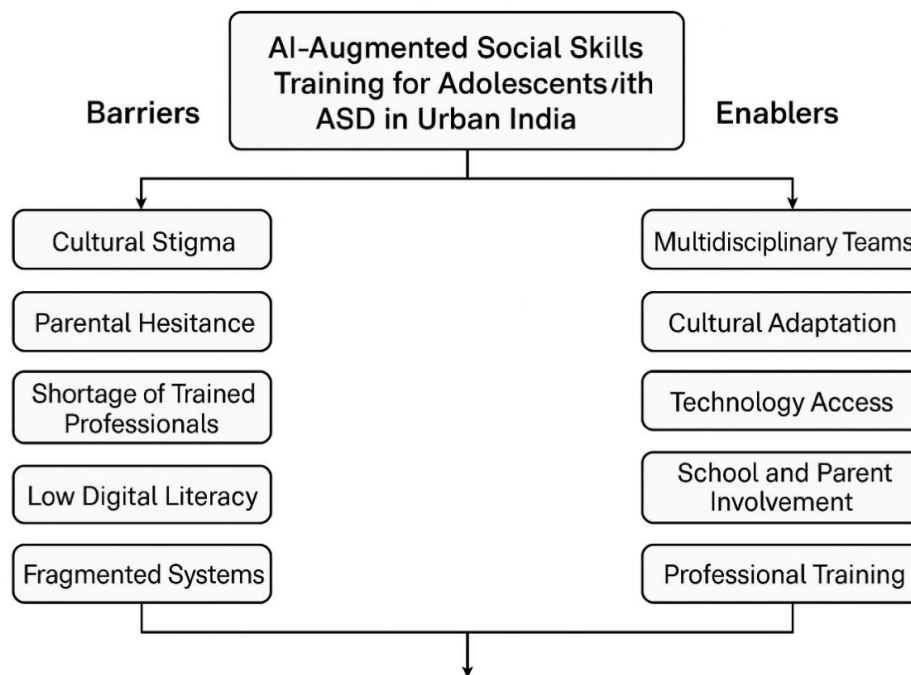 AI-Augmented Social Skills
Training for Adolescents/ith
ASD in Urban India
Barriers
Enablers
Cultural Stigma
Parental Hesitance
Shortage of Trained
Professionals
Low Digital Literacy
Fragmented Systems
Multidisciplinary Teams
Cultural Adaptation
Technology Access
School and Parent
Involvement
Professional Training